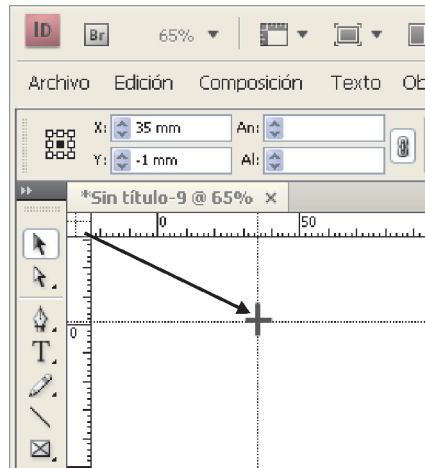 ID Br 65%
Archivo Edición Composición Texto Ob
X: 35 mm An:
Y: -1 mm Al:
*Sin título-9 @ 65% ×
0 50
0
T